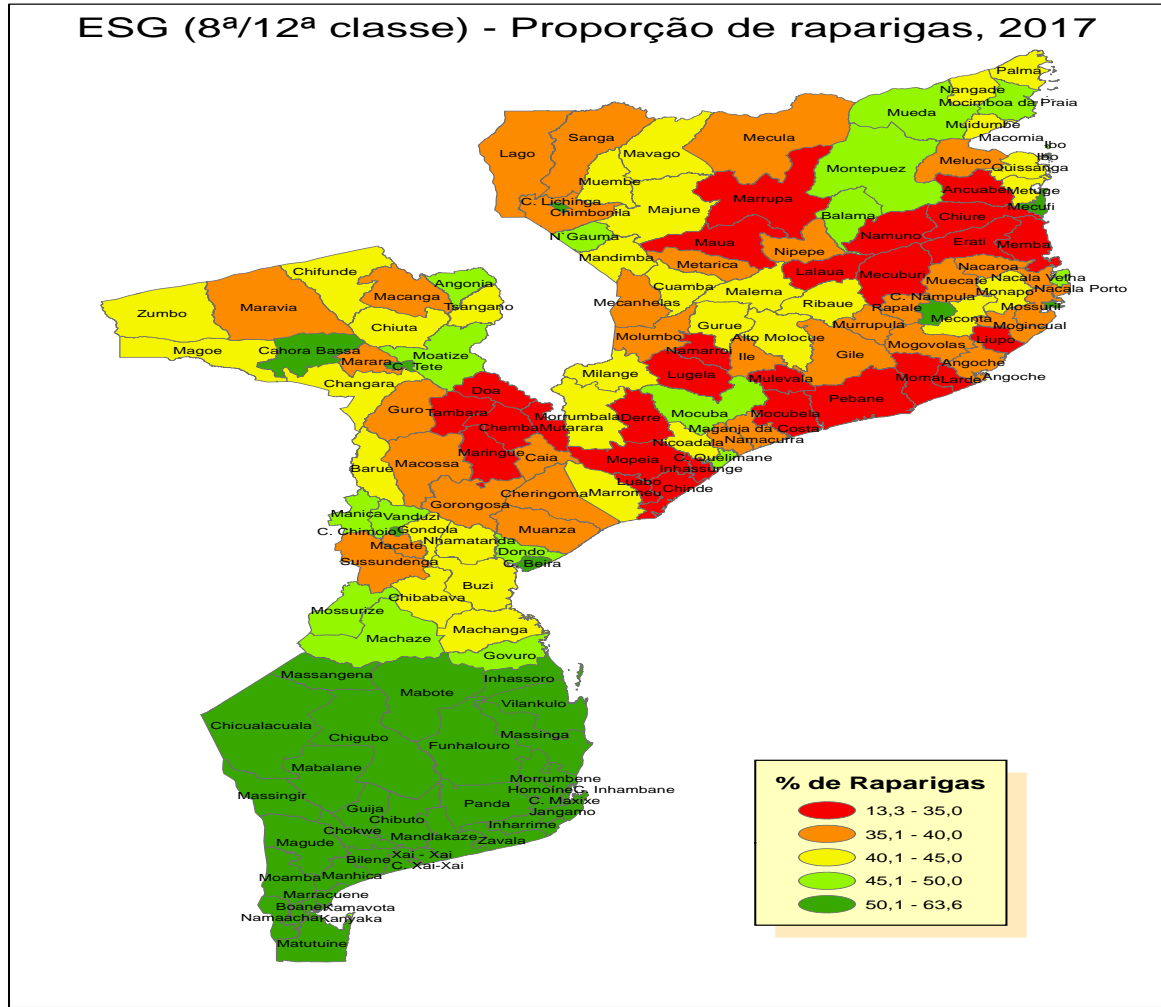 ESG (8ª/12ª classe) - Proporção de raparigas, 2017
Palma
Nangade
Mocimboa da Praia
Mueda
Muidumbe
Macomia
Sanga
Mecula
Lago
Mavago
Ibo
Ibo
Meluco
Quissanga
Montepuez
Muembe
Ancuabe
Metuge
Marrupa
C. Lichinga
Mecufi
Chimbonila
Majune
Balama
Chiure
N`Gauma
Namuno
Maua
Nipepe
Erati
Memba
Mandimba
Metarica
Lalaua
Mecuburi
Nacaroa
Chifunde
Angonia
Muecate
Nacala Velha
Cuamba
Malema
Monapo
Nacala Porto
Macanga
C. Nampula
Mecanhelas
Ribaue
Maravia
Tsangano
Rapale
Mossuril
Zumbo
Meconta
Chiuta
Gurue
Murrupula
Mogincual
Molumbo
Alto Molocue
Liupo
Magoe
Cahora Bassa
Moatize
Namarroi
Ile
Mogovolas
Marara
Gile
Angoche
C. Tete
Milange
Lugela
Mulevala
Moma
Larde
Angoche
Changara
Doa
Pebane
Guro
Tambara
Morrumbala
Derre
Mocuba
Mocubela
Chemba
Mutarara
Maganja da Costa
Nicoadala
Namacurra
Maringue
Caia
C. Quelimane
Barue
Macossa
Mopeia
Inhassunge
Luabo
Chinde
Cheringoma
Marromeu
Gorongosa
Manica
Vanduzi
Muanza
C. Chimoio
Gondola
Nhamatanda
Macate
Dondo
Sussundenga
C. Beira
Buzi
Chibabava
Mossurize
Machanga
Machaze
Govuro
Massangena
Inhassoro
Mabote
Vilankulo
Chicualacuala
Chigubo
Massinga
Funhalouro
Mabalane
Morrumbene
Massingir
Homoíne
C. Inhambane
Panda
C. Maxixe
Guija
Chibuto
Jangamo
Chokwe
Inharrime
Magude
Mandlakaze
Zavala
Bilene
Xai - Xai
C. Xai-Xai
Moamba
Manhica
Marracuene
Boane
Kamavota
Namaacha
Kanyaka
Matutuine
% de Raparigas
13,3 - 35,0
35,1 - 40,0
40,1 - 45,0
45,1 - 50,0
50,1 - 63,6